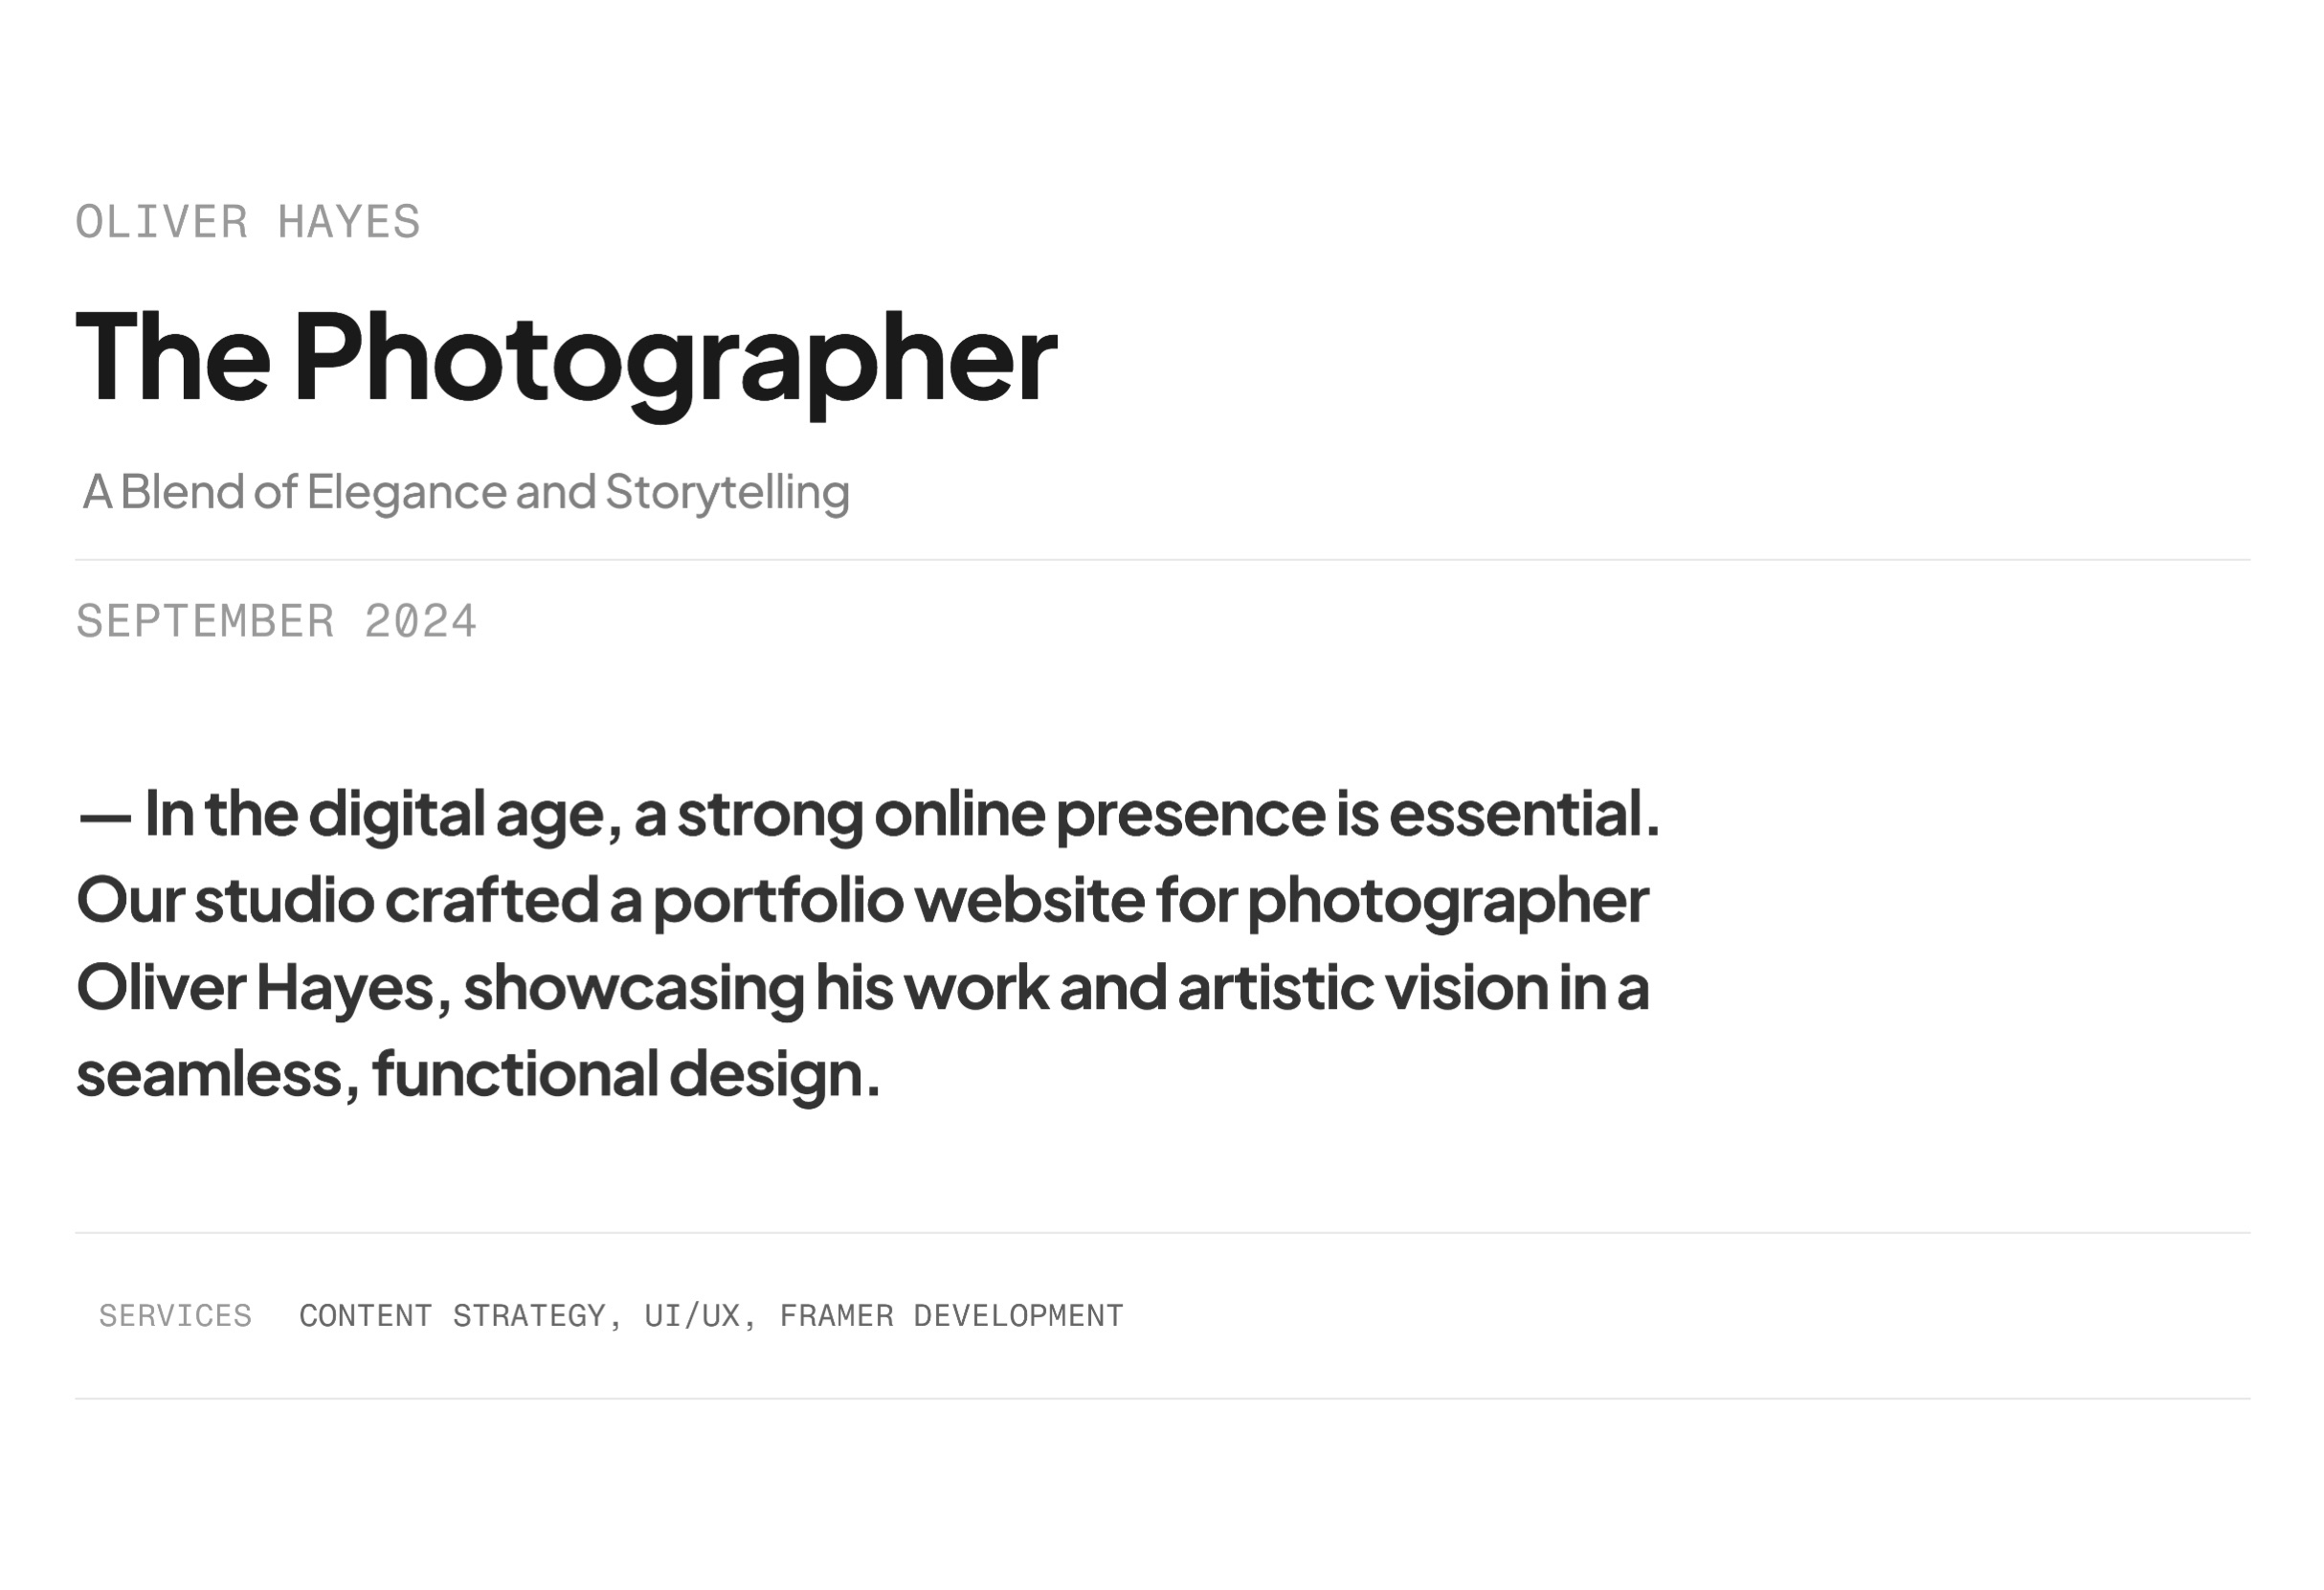 OLIVER HAYES
The Photographer
A Blend of Elegance and Storytelling
SEPTEMBER 2024
— In the digital age, a strong online presence is essential.
Our studio crafted a portfolio website for photographer
Oliver Hayes, showcasing his work and artistic vision in a
seamless, functional design.
SERVICES CONTENT STRATEGY, UI/UX, FRAMER DEVELOPMENT